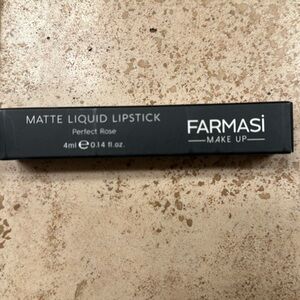 MATTE LIQUID LIPSTICK
Perfect Rose
4ml ℮ 0.14 fl.oz.
FARMASİ
MAKE UP